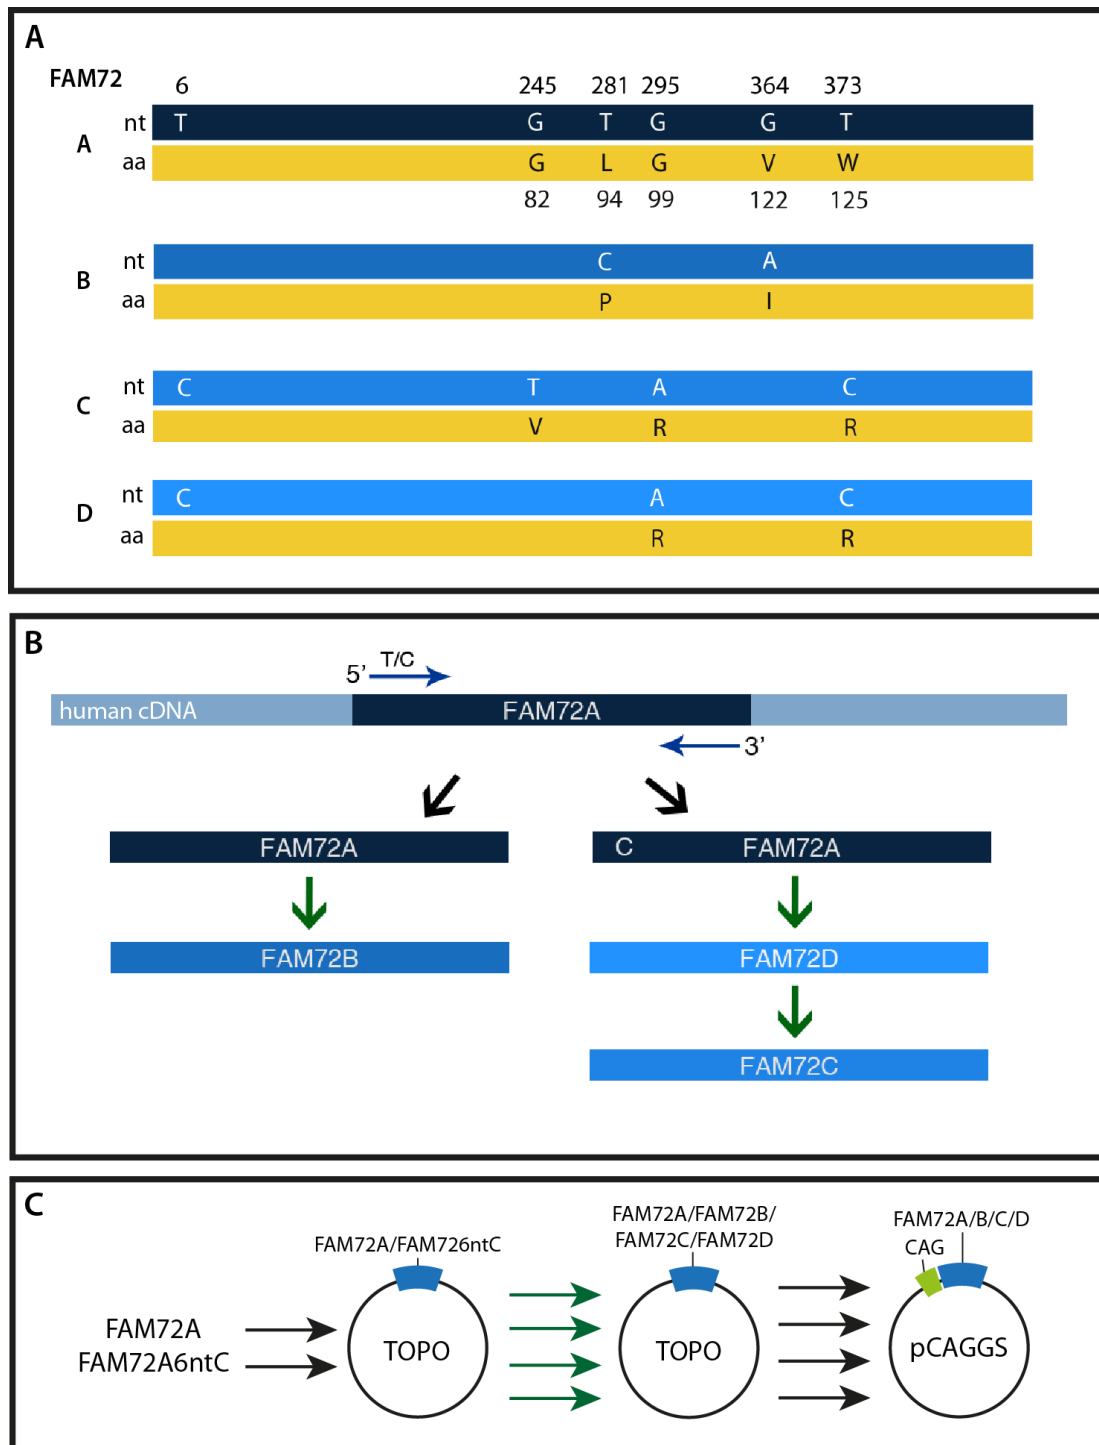 A
FAM72 6 245 281 295 364 373
A nt T G T G G T
aa G L G V W
82 94 99 122 125
B nt C A
aa P I
C nt C T A C
aa V R R
D nt C A C
aa R R
B
5’ T/C
human cDNA FAM72A
3’
FAM72A C FAM72A
FAM72B FAM72D
FAM72C
C
FAM72A/FAM726ntC
FAM72A/FAM72B/
FAM72C/FAM72D
FAM72A/B/C/D
CAG
FAM72A
FAM72A6ntC
TOPO TOPO pCAGGS